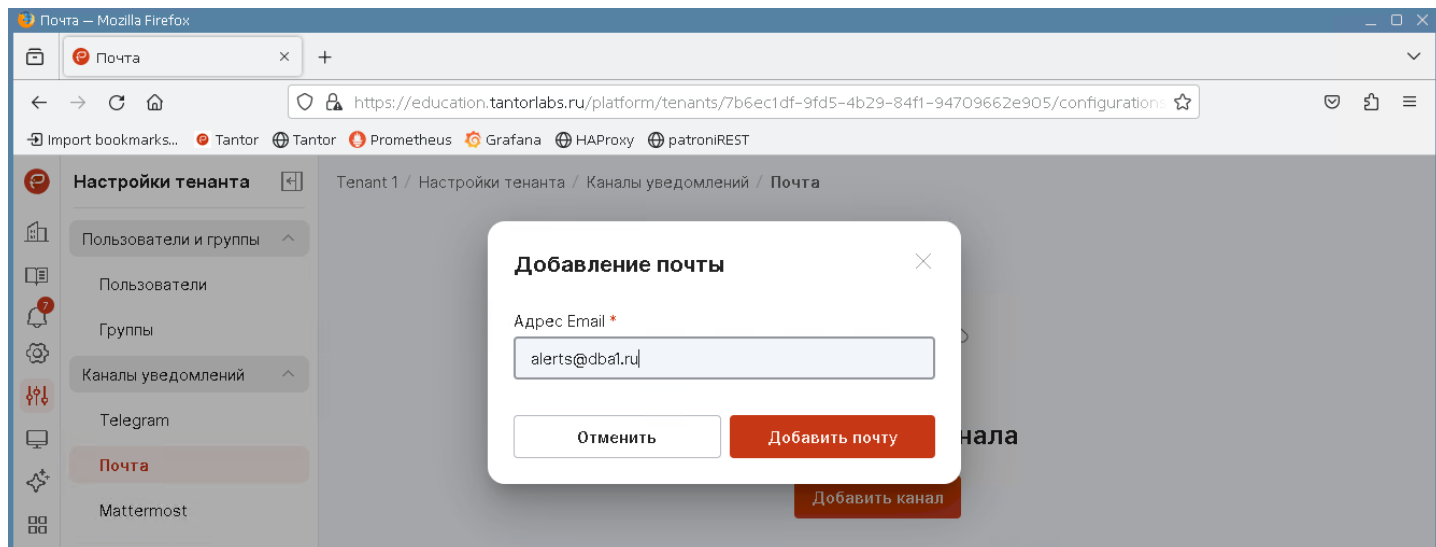 Почта — Mozilla Firefox
Почта
https://education.tantorlabs.ru/platform/tenants/7b6ec1df-9fd5-4b29-84f1-94709662e905/configurations
Import bookmarks... Tantor Tantor Prometheus Grafana HAProxy patroniREST
Настройки тенанта
Tenant 1 / Настройки тенанта / Каналы уведомлений / Почта
Пользователи и группы
Пользователи
7
Группы
Каналы уведомлений
Telegram
Почта
Mattermost
Добавление почты
Адрес Email *
alerts@dba1.ru
Отменить
Добавить почту
нала
Добавить канал